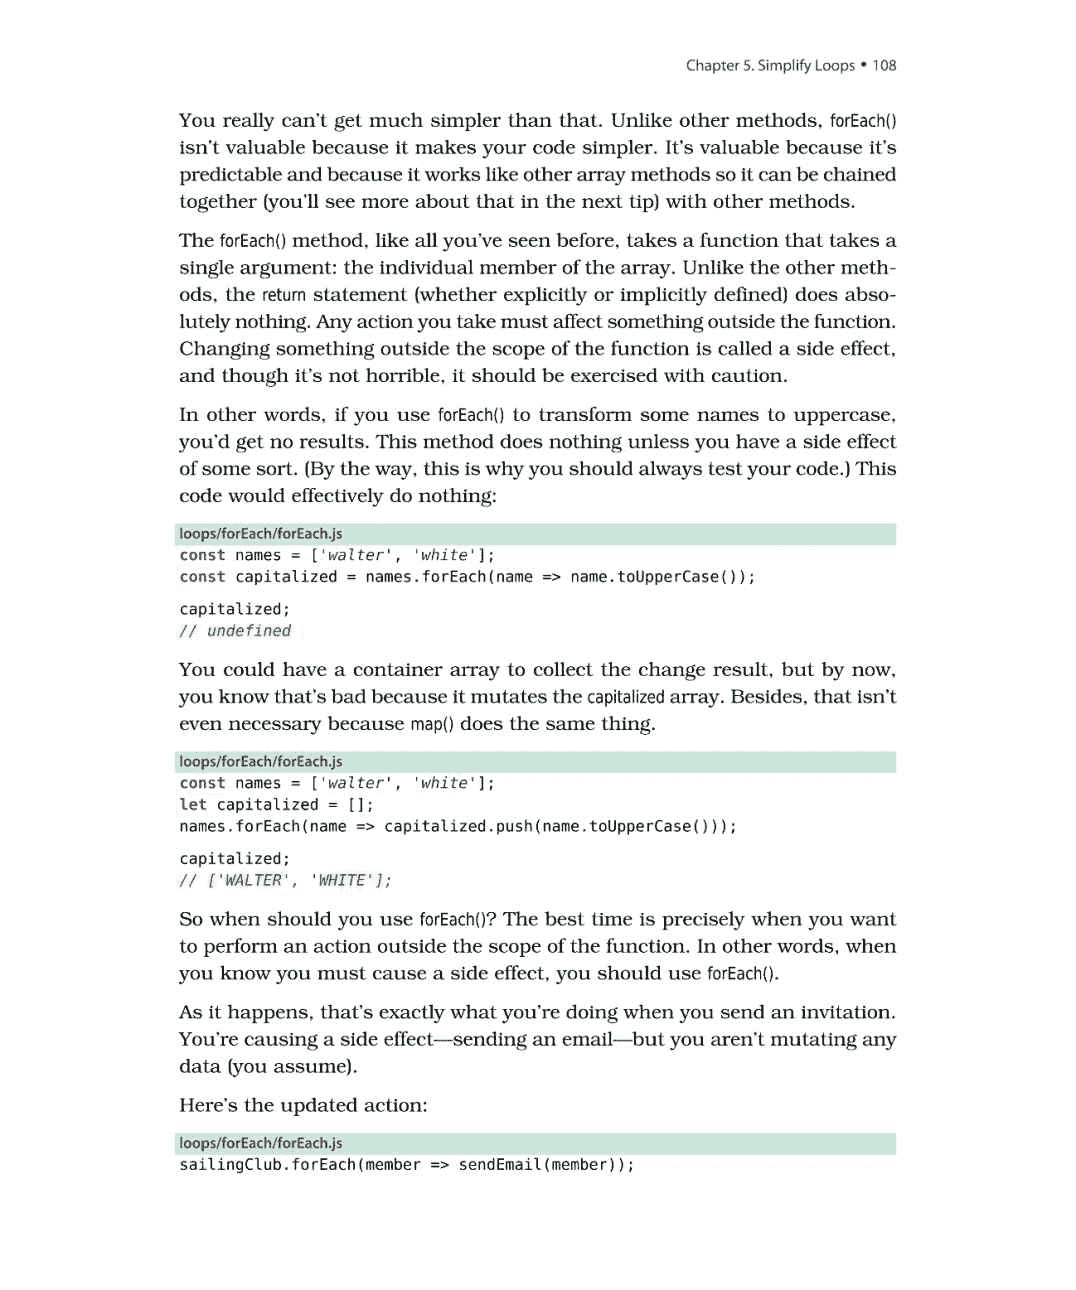 Chapter 5. Simplify Loops • 108
You really can't get much simpler than that. Unlike other methods, forEach()
isn't valuable because it makes your code simpler. It's valuable because it's
predictable and because it works like other array methods so it can be chained
together (you'll see more about that in the next tip) with other methods.
The forEach() method, like all you've seen before, takes a function that takes a
single argument: the individual member of the array. Unlike the other meth-
ods, the return statement (whether explicitly or implicitly defined) does abso-
lutely nothing. Any action you take must affect something outside the function.
Changing something outside the scope of the function is called a side effect,
and though it's not horrible, it should be exercised with caution.
In other words, if you use forEach() to transform some names to uppercase,
you'd get no results. This method does nothing unless you have a side effect
of some sort. (By the way, this is why you should always test your code.) This
code would effectively do nothing:
loops/forEach/forEach.js
const names = ['walter', 'white'];
const capitalized = names.forEach(name => name.toUpperCase());
capitalized;
// undefined
You could have a container array to collect the change result, but by now,
you know that's bad because it mutates the capitalized array. Besides, that isn't
even necessary because map() does the same thing.
loops/forEach/forEach.js
const names = ['walter', 'white'];
let capitalized = [];
names.forEach(name => capitalized.push(name.toUpperCase()));
capitalized;
// ['WALTER', 'WHITE'];
So when should you use forEach()? The best time is precisely when you want
to perform an action outside the scope of the function. In other words, when
you know you must cause a side effect, you should use forEach().
As it happens, that's exactly what you're doing when you send an invitation.
You're causing a side effect—sending an email—but you aren't mutating any
data (you assume).
Here's the updated action:
loops/forEach/forEach.js
sailingClub.forEach(member => sendEmail(member));